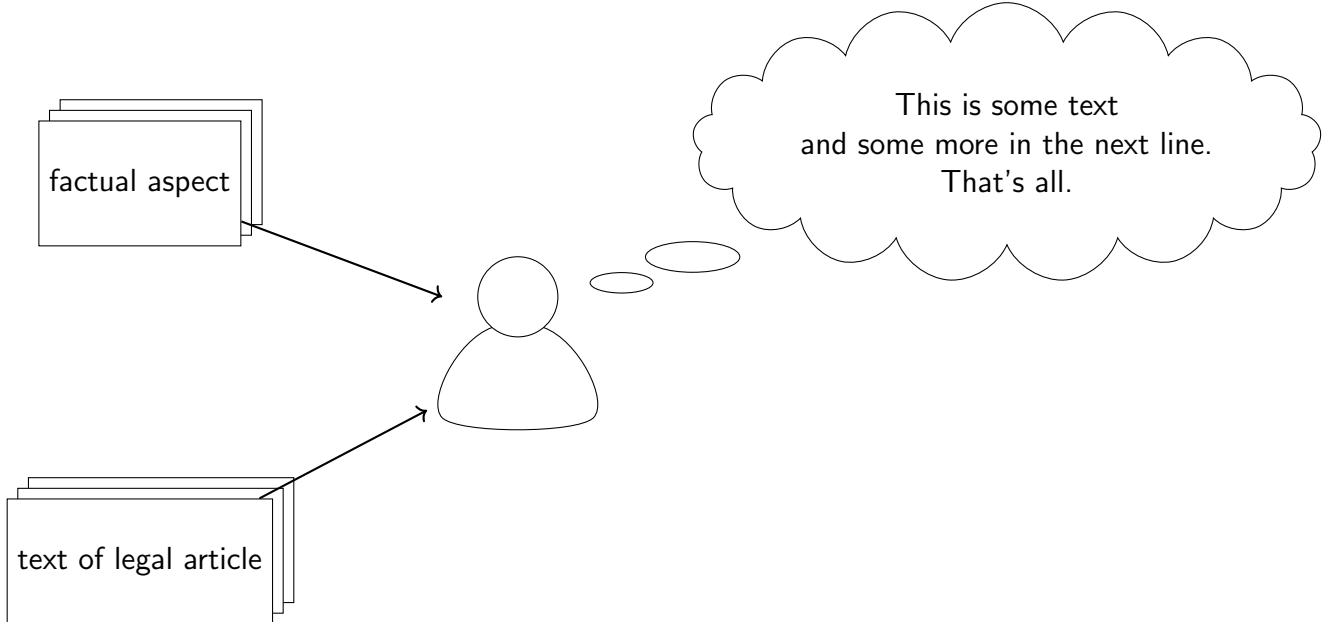 This is some text
and some more in the next line.
That's all.
factual aspect
text of legal article